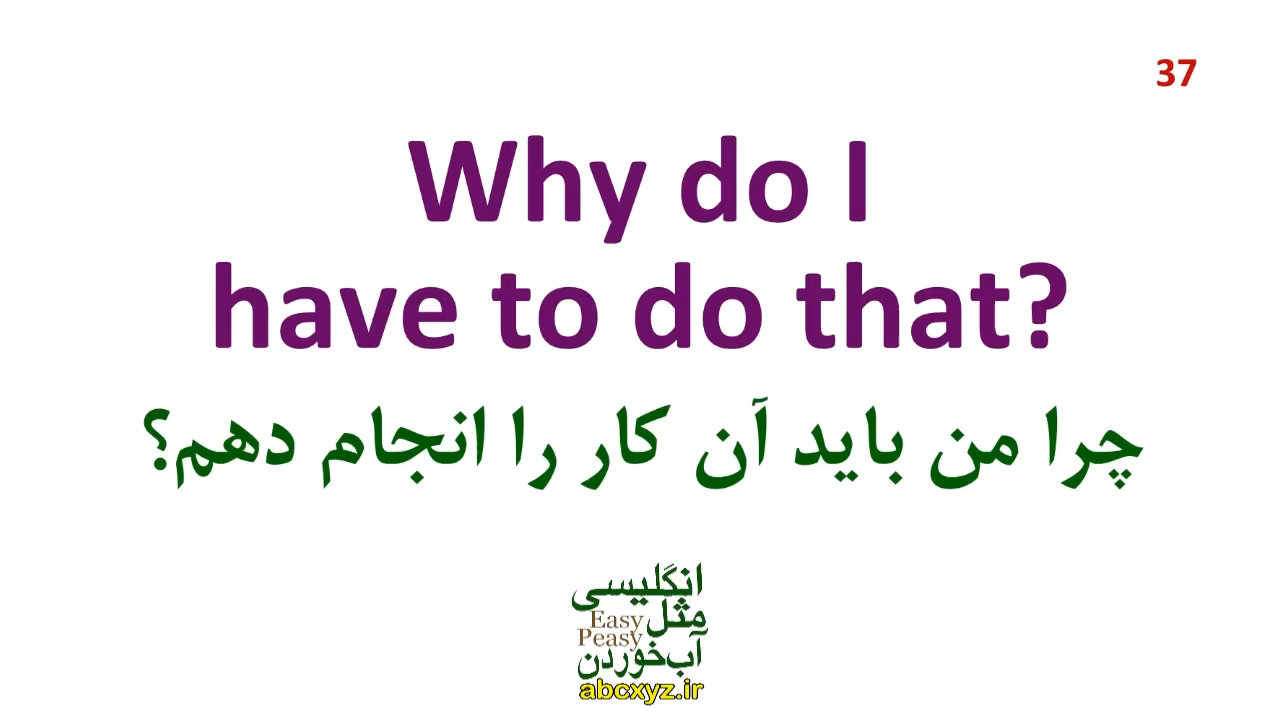 37
Why do I
have to do that?
چرا من باید آن کار را انجام دهم؟
انگلیسی
مثل
Easy
Peasy
آب‌خوردن
abcxyz.ir